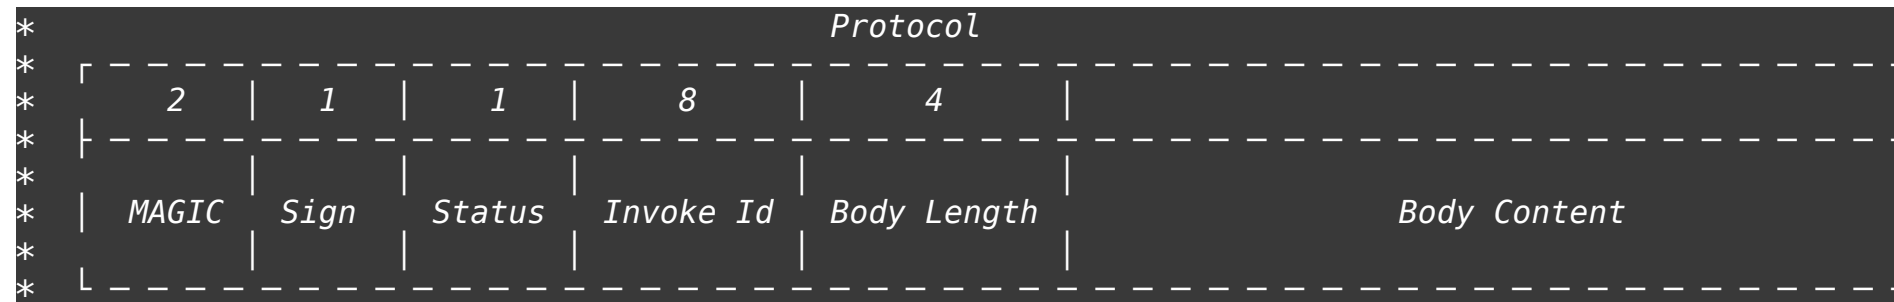 * Protocol
* ┌ ─ ─ ─ ─ ─ ─ ─ ─ ─ ─ ─ ─ ─ ─ ─ ─ ─ ─ ─ ─ ─ ─ ─ ─ ─ ─ ─ ─ ─ ─ ─ ─ ─ ─ ─ ─ ─ ─ ─ ─ ─ ─ ─ ─ ─ ─ ─ ─
* 2 │ 1 │ 1 │ 8 │ 4 │
* ├ ─ ─ ─ ─ ─ ─ ─ ─ ─ ─ ─ ─ ─ ─ ─ ─ ─ ─ ─ ─ ─ ─ ─ ─ ─ ─ ─ ─ ─ ─ ─ ─ ─ ─ ─ ─ ─ ─ ─ ─ ─ ─ ─ ─ ─ ─ ─ ─
* │ │ │ │ │
* │ MAGIC │ Sign │ Status │ Invoke Id │ Body Length │ Body Content
* │ │ │ │ │
* └ ─ ─ ─ ─ ─ ─ ─ ─ ─ ─ ─ ─ ─ ─ ─ ─ ─ ─ ─ ─ ─ ─ ─ ─ ─ ─ ─ ─ ─ ─ ─ ─ ─ ─ ─ ─ ─ ─ ─ ─ ─ ─ ─ ─ ─ ─ ─ ─